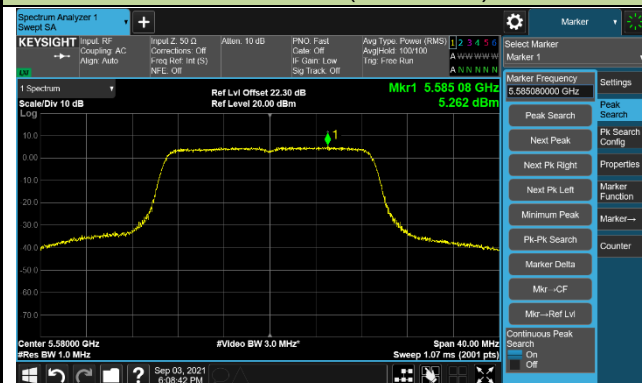 Spectrum Analyzer 1
Swept SA
+
Marker
KEYSIGHT
Input: RF
Coupling: AC
Align: Auto
Input Z: 50 Ω
Corrections: Off
Freq Ref: Int (S)
NFE: Off
Atten: 10 dB
PNO: Fast
Gate: Off
IF Gain: Low
Sig Track: Off
Avg Type: Power (RMS)
Avg|Hold: 100/100
Trig: Free Run
1 2 3 4 5 6
A W W W W W
A N N N N N
Select Marker
Marker 1
LXI
1 Spectrum
Scale/Div 10 dB
Log
Ref Lvl Offset 22.30 dB
Ref Level 20.00 dBm
Mkr1 5.585 08 GHz
5.262 dBm
Marker Frequency
5.585080000 GHz
Peak Search
Next Peak
Next Pk Right
Next Pk Left
Minimum Peak
Pk-Pk Search
Marker Delta
Mkr→CF
Mkr→Ref Lvl
Continuous Peak
Search
On
Off
Settings
Peak
Search
Pk Search
Config
Properties
Marker
Function
Marker→
Counter
1
10.0
0.00
-10.0
-20.0
-30.0
-40.0
-50.0
-60.0
-70.0
Center 5.58000 GHz
#Res BW 1.0 MHz
#Video BW 3.0 MHz*
Span 40.00 MHz
Sweep 1.07 ms (2001 pts)
?
Sep 03, 2021
6:08:42 PM